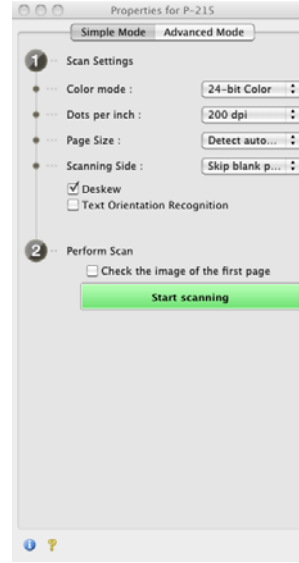 Properties for P-215
Simple Mode Advanced Mode
1 Scan Settings
Color mode : 24-bit Color
Dots per inch : 200 dpi
Page Size : Detect auto...
Scanning Side : Skip blank p...
Deskew
Text Orientation Recognition
2 Perform Scan
Check the image of the first page
Start scanning